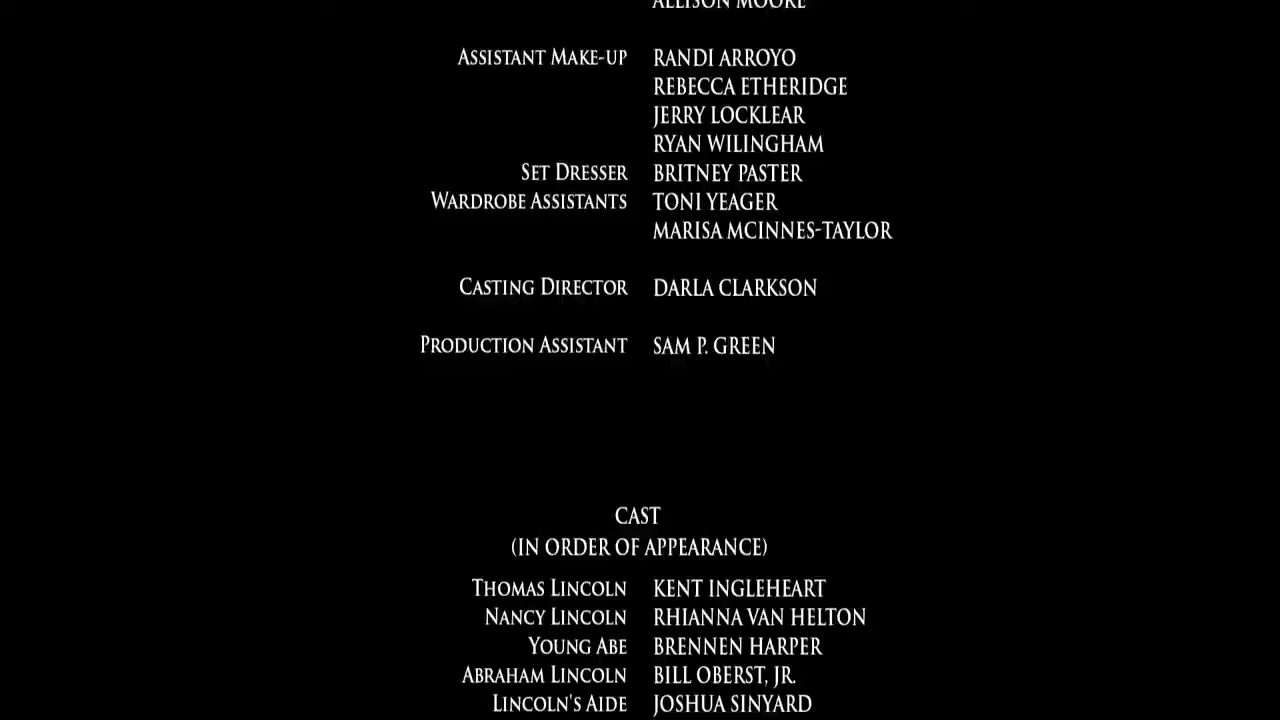 ALLISON MOORE
ASSISTANT MAKE-UP RANDI ARROYO
REBECCA ETHERIDGE
JERRY LOCKLEAR
RYAN WILINGHAM
SET DRESSER BRITNEY PASTER
WARDROBE ASSISTANTS TONI YEAGER
MARISA MCINNES-TAYLOR
CASTING DIRECTOR DARLA CLARKSON
PRODUCTION ASSISTANT SAM P. GREEN
CAST
(IN ORDER OF APPEARANCE)
THOMAS LINCOLN KENT INGLEHEART
NANCY LINCOLN RHIANNA VAN HELTON
YOUNG ABE BRENNEN HARPER
ABRAHAM LINCOLN BILL OBERST, JR.
LINCOLN'S AIDE JOSHUA SINYARD